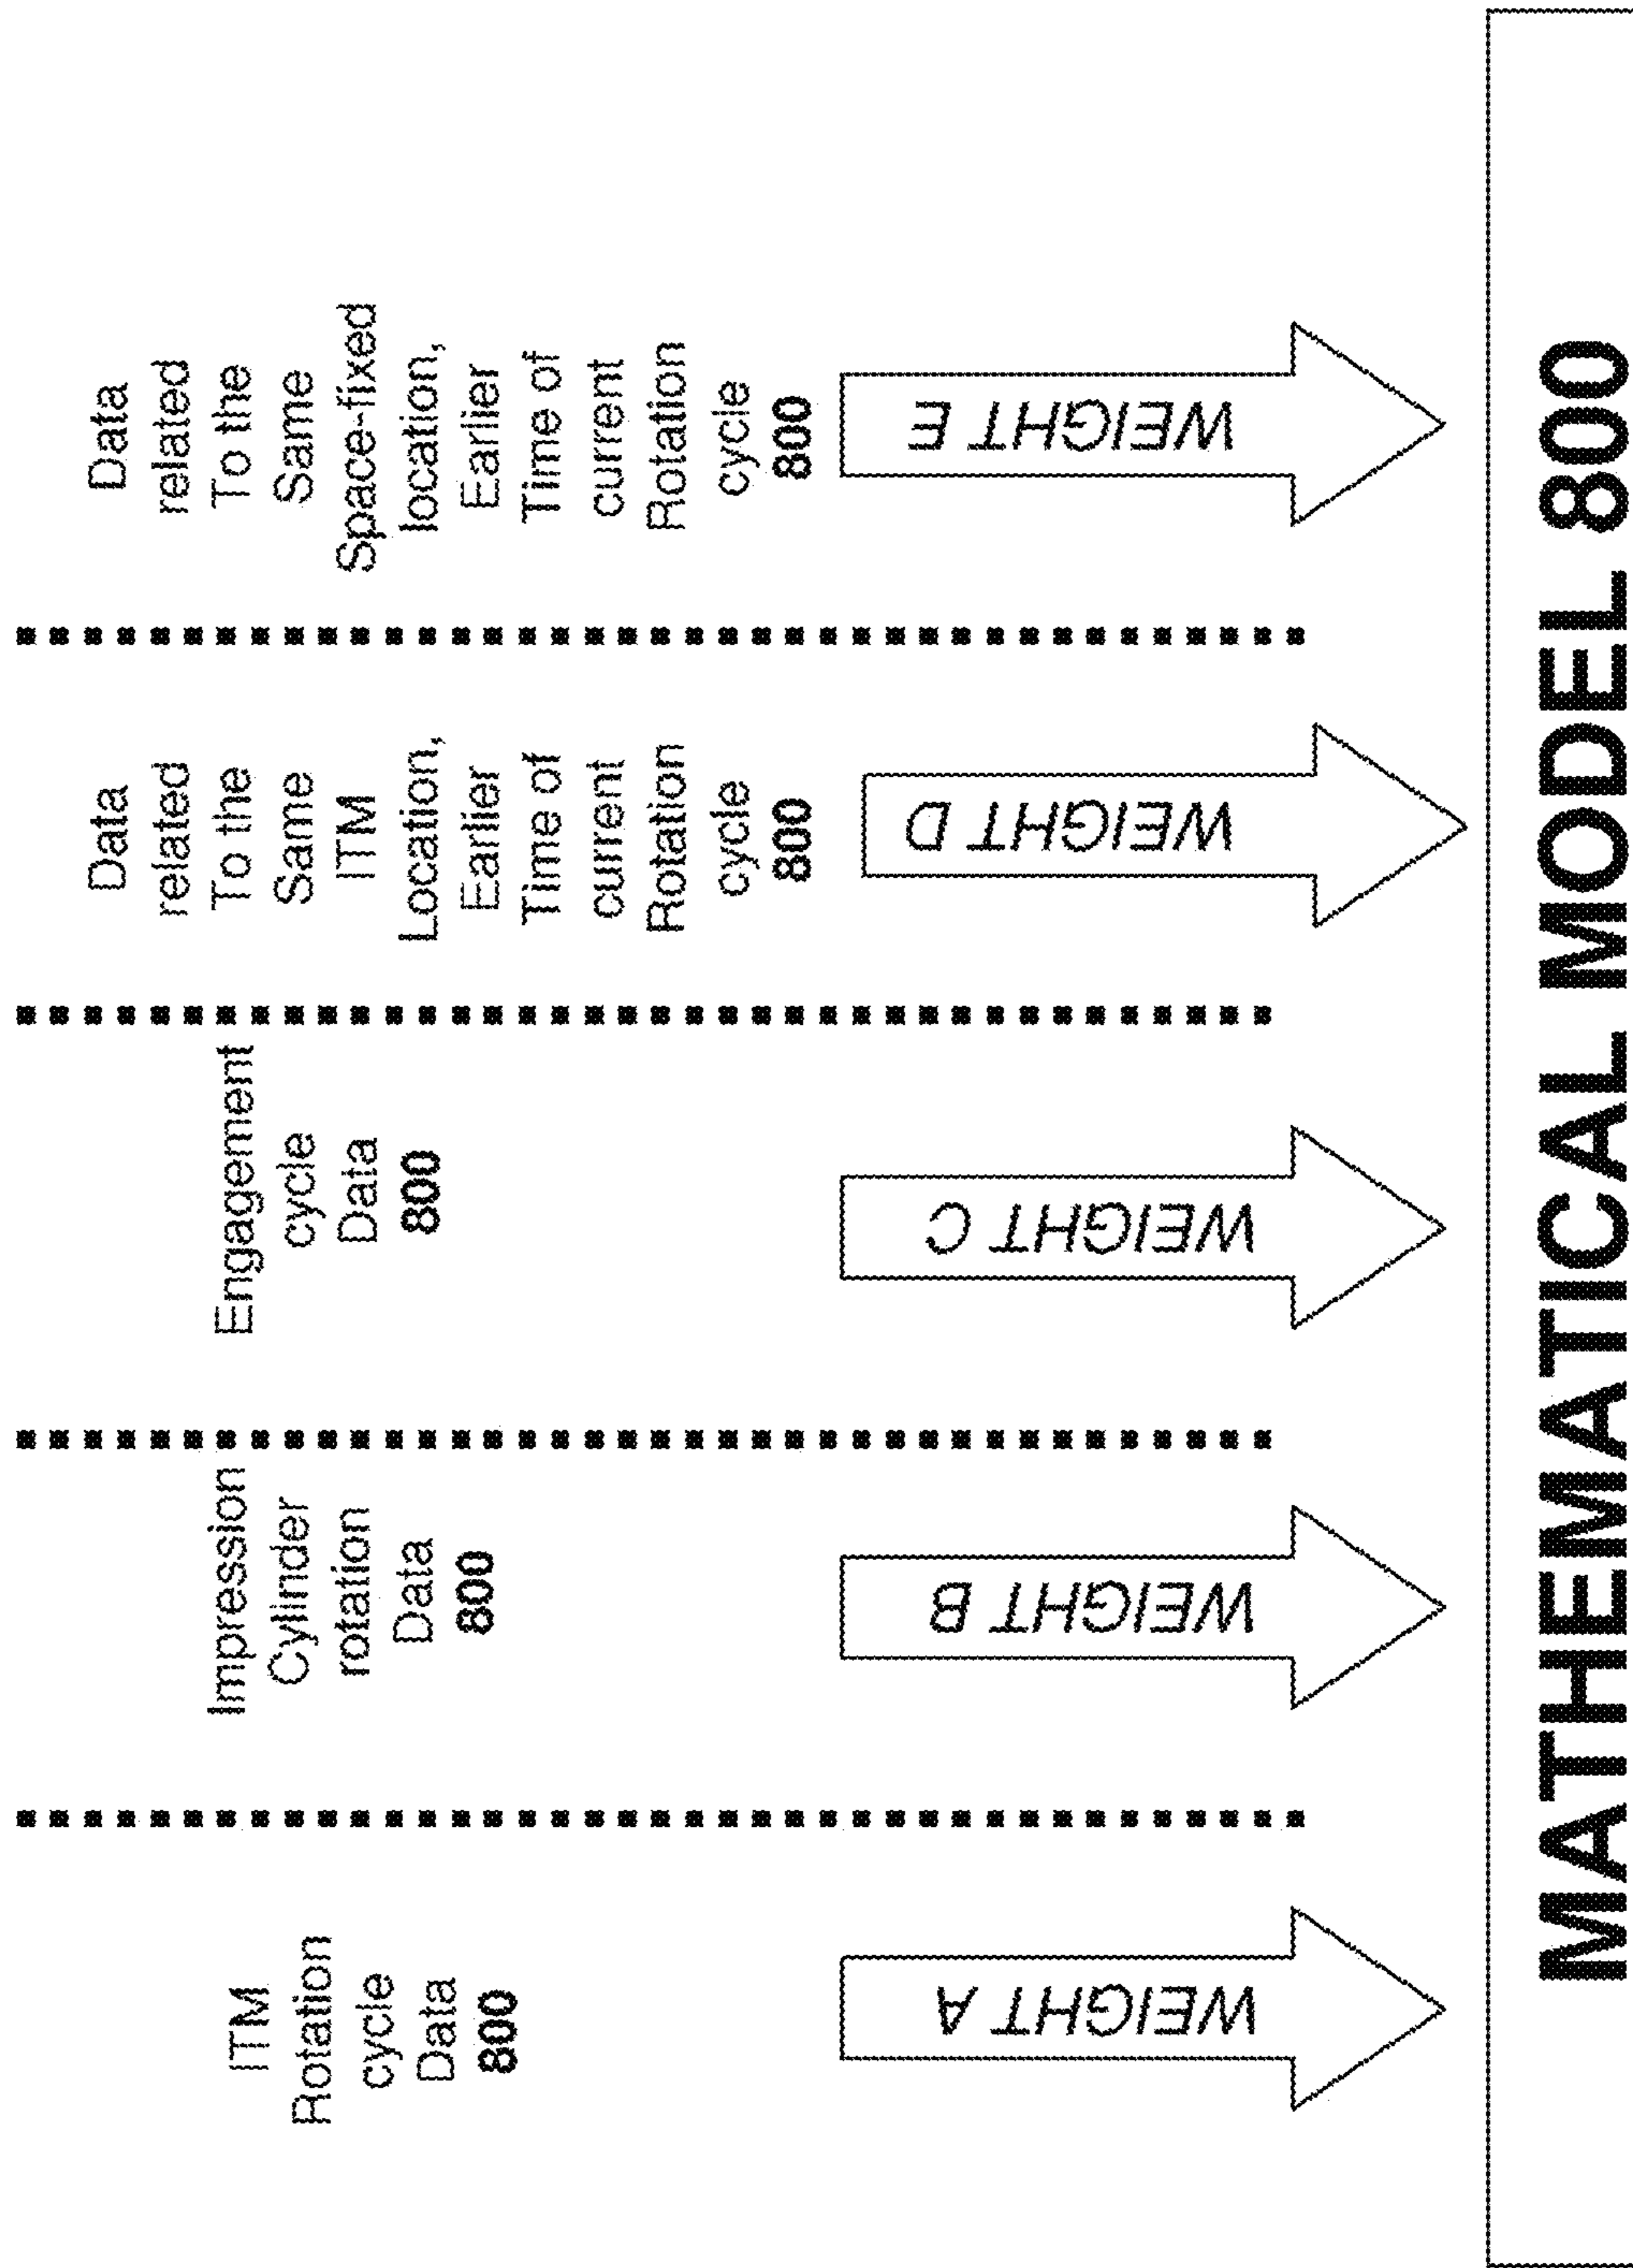 ITM
Rotation
cycle
Data
800
Impression
Cylinder
rotation
Data
800
Engagement
cycle
Data
800
Data
related
To the
Same
ITM
Location,
Earlier
Time of
current
Rotation
cycle
800
Data
related
To the
Same
Space-fixed
location,
Earlier
Time of
current
Rotation
cycle
800
WEIGHT A
WEIGHT B
WEIGHT C
WEIGHT D
WEIGHT E
MATHEMATICAL MODEL 800